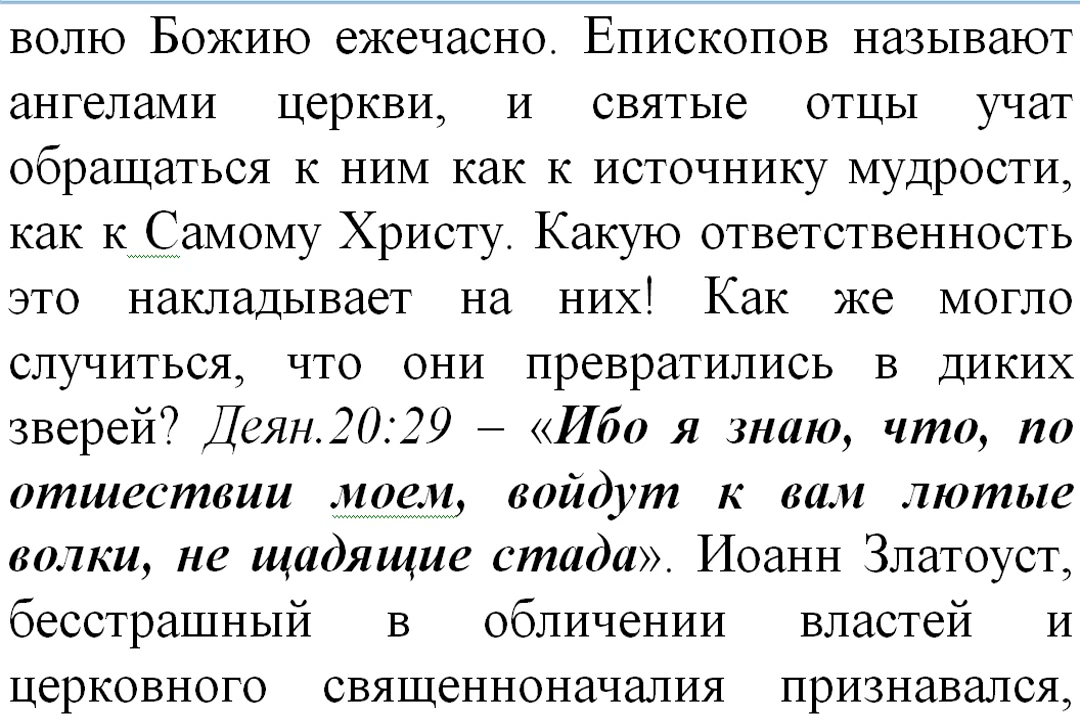 волю Божию ежечасно. Епископов называют
ангелами церкви, и святые отцы учат
обращаться к ним как к источнику мудрости,
как к Самому Христу. Какую ответственность
это накладывает на них! Как же могло
случиться, что они превратились в диких
зверей? Деян.20:29 – «Ибо я знаю, что, по
отшествии моем, войдут к вам лютые
волки, не щадящие стада». Иоанн Златоуст,
бесстрашный в обличении властей и
церковного священноначалия признавался,